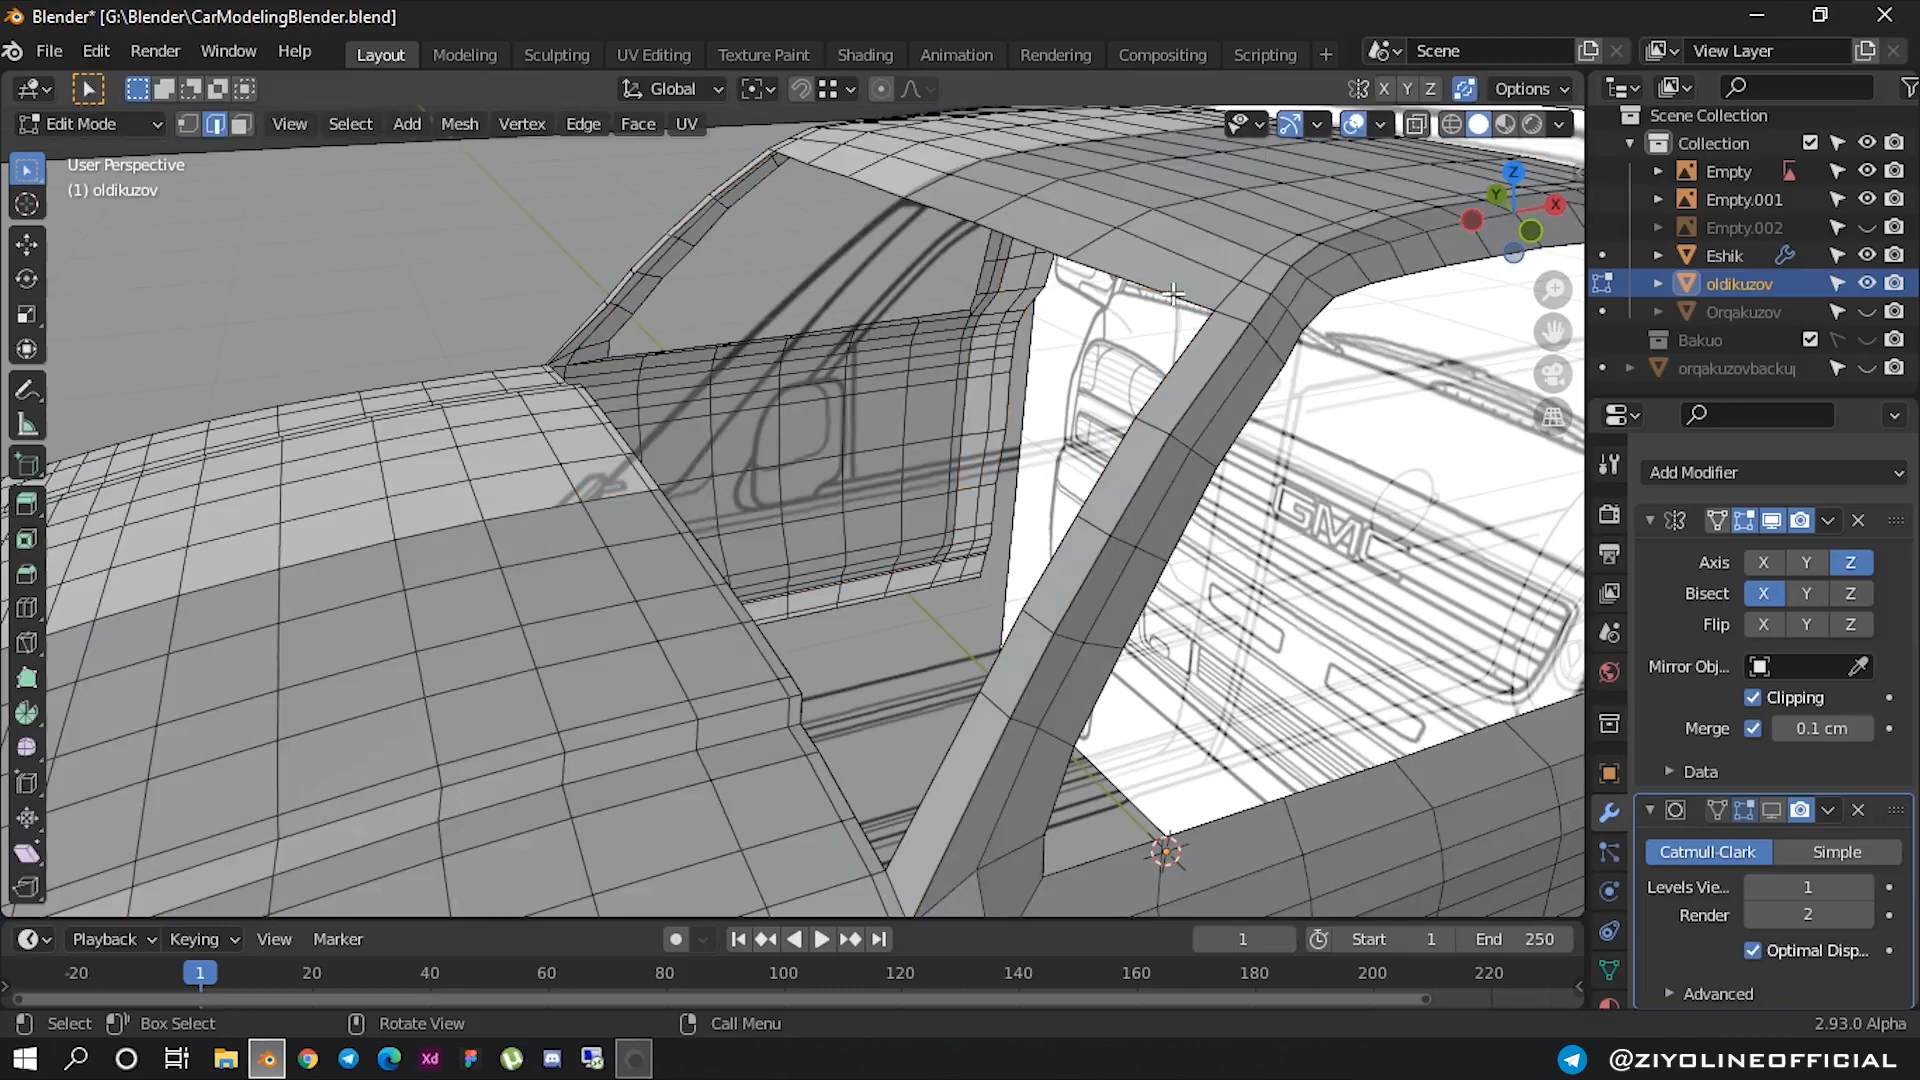 Blender* [G:\Blender\CarModelingBlender.blend]
File Edit Render Window Help Layout Modeling Sculpting UV Editing Texture Paint Shading Animation Rendering Compositing Scripting + Scene View Layer
Global X Y Z Options
Edit Mode View Select Add Mesh Vertex Edge Face UV
User Perspective
(1) oldikuzov
Z
Y
X
GMC
Scene Collection
Collection
Empty
Empty.001
Empty.002
Eshik
oldikuzov
Orqakuzov
Bakuo
orqakuzovbackup
Add Modifier
Axis X Y Z
Bisect X Y Z
Flip X Y Z
Mirror Obj...
Clipping
Merge 0.1 cm
Data
Catmull-Clark Simple
Levels Vie... 1
Render 2
Optimal Disp...
Advanced
Playback Keying View Marker 1 Start 1 End 250
-20 1 20 40 60 80 100 120 140 160 180 200 220
Select Box Select Rotate View Call Menu 2.93.0 Alpha
Xd @ZIYOLINEOFFICIAL